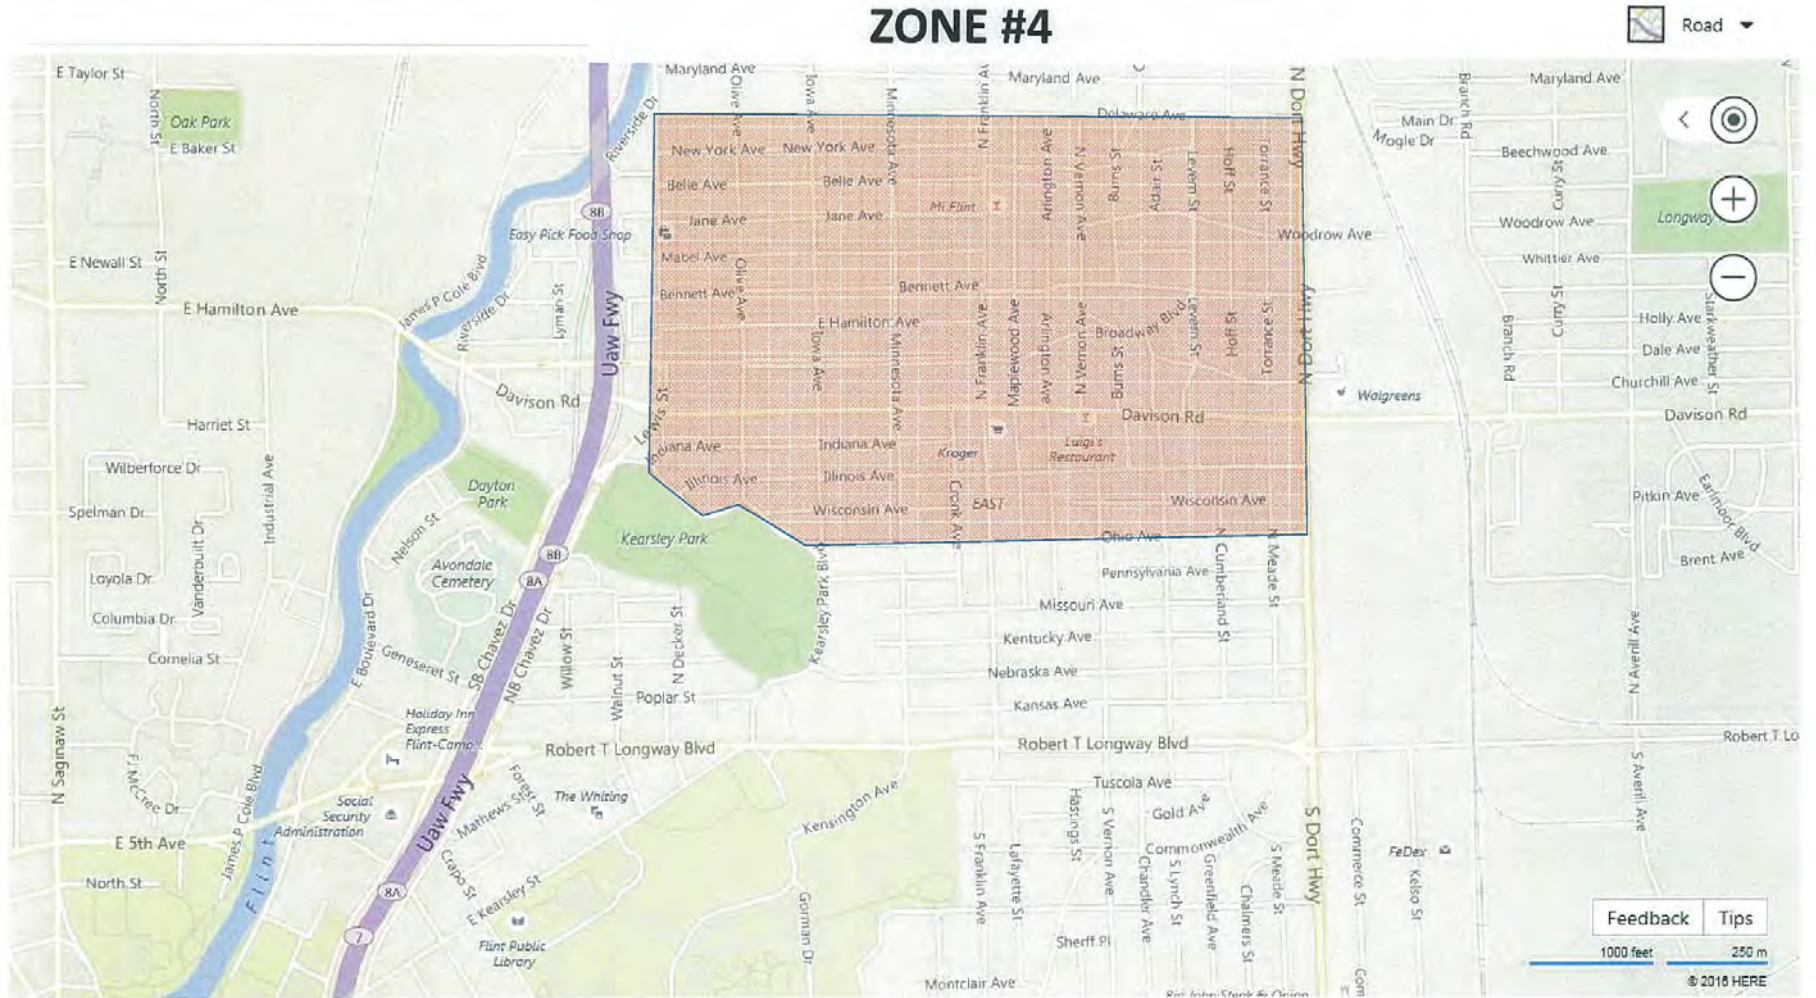 ZONE #4
Road
E Taylor St
North St
Oak Park
E Baker St
Riverside Dr
Maryland Ave
Olive Ave
Iowa Ave
Minnesota Ave
N Franklin Av
Maryland Ave
Delaware Ave
N Dort Hwy
Branch Rd
Maryland Ave
Main Dr
Mogle Dr
Beechwood Ave
New York Ave
New York Ave
Arlington Ave
N Vernon Ave
Burns St
Adair St
Levern St
Hoff St
Torrance St
Curry St
Belle Ave
Belle Ave
8B
Jane Ave
Jane Ave
Mi Flint
Easy Pick Food Shop
Woodrow Ave
Woodrow Ave
Longway
E Newall St
North St
James P Cole Blvd
Mabel Ave
Olive Ave
Whittier Ave
Bennett Ave
Bennett Ave
E Hamilton Ave
Riverside Dr
Lyman St
Uaw Fwy
E Hamilton Ave
Iowa Ave
Minnesota Ave
N Franklin Ave
Maplewood Ave
Arlington Ave
N Vernon Ave
Broadway Blvd
Burns St
Levern St
Hoff St
Torrance St
N Dort Hwy
Branch Rd
Curry St
Holly Ave
Starkweather St
Dale Ave
Churchill Ave
Walgreens
Davison Rd
Lewis St
Davison Rd
Davison Rd
Harriet St
Indiana Ave
Indiana Ave
Kroger
Luigi's
Restaurant
Wilberforce Dr
Industrial Ave
Illinois Ave
Illinois Ave
Dayton
Park
Cronk Ave
EAST
Wisconsin Ave
Wisconsin Ave
Pitkin Ave
Earlmoor Blvd
Spelman Dr
Vanderbuilt Dr
Nelson St
Kearsley Park
Ohio Ave
N Cumberland St
N Meade St
Brent Ave
8B
Avondale
Cemetery
8A
Loyola Dr
Kearsley Park Blvd
Pennsylvania Ave
Columbia Dr
E Boulevard Dr
SB Chavez Dr
NB Chavez Dr
Willow St
Walnut St
N Decker St
Missouri Ave
Kentucky Ave
N Averill Ave
Cornelia St
Geneseret St
Nebraska Ave
Poplar St
Kansas Ave
N Saginaw St
Holiday Inn
Express
Flint-Camp...
Robert T Longway Blvd
Robert T Longway Blvd
Robert T Lo
FJ McCree Dr
James P Cole Blvd
Uaw Fwy
Forest St
Mathews St
The Whiting
Kensington Ave
Tuscola Ave
Hastings St
S Vernon Ave
Gold Ave
Commonwealth Ave
S Dort Hwy
S Averill Ave
Social
Security
Administration
E 5th Ave
Crapo St
S Franklin Ave
Lafayette St
Chandler Ave
S Lynch St
Greenfield Ave
Chalmers St
S Meade St
Commerce St
FeDex
Kelso St
North St
Flint
8A
E Kearsley St
Gorman Dr
7
Flint Public
Library
Sherff Pl
Montclair Ave
Big John Steak & Onion
Com
Feedback
Tips
1000 feet
250 m
© 2016 HERE